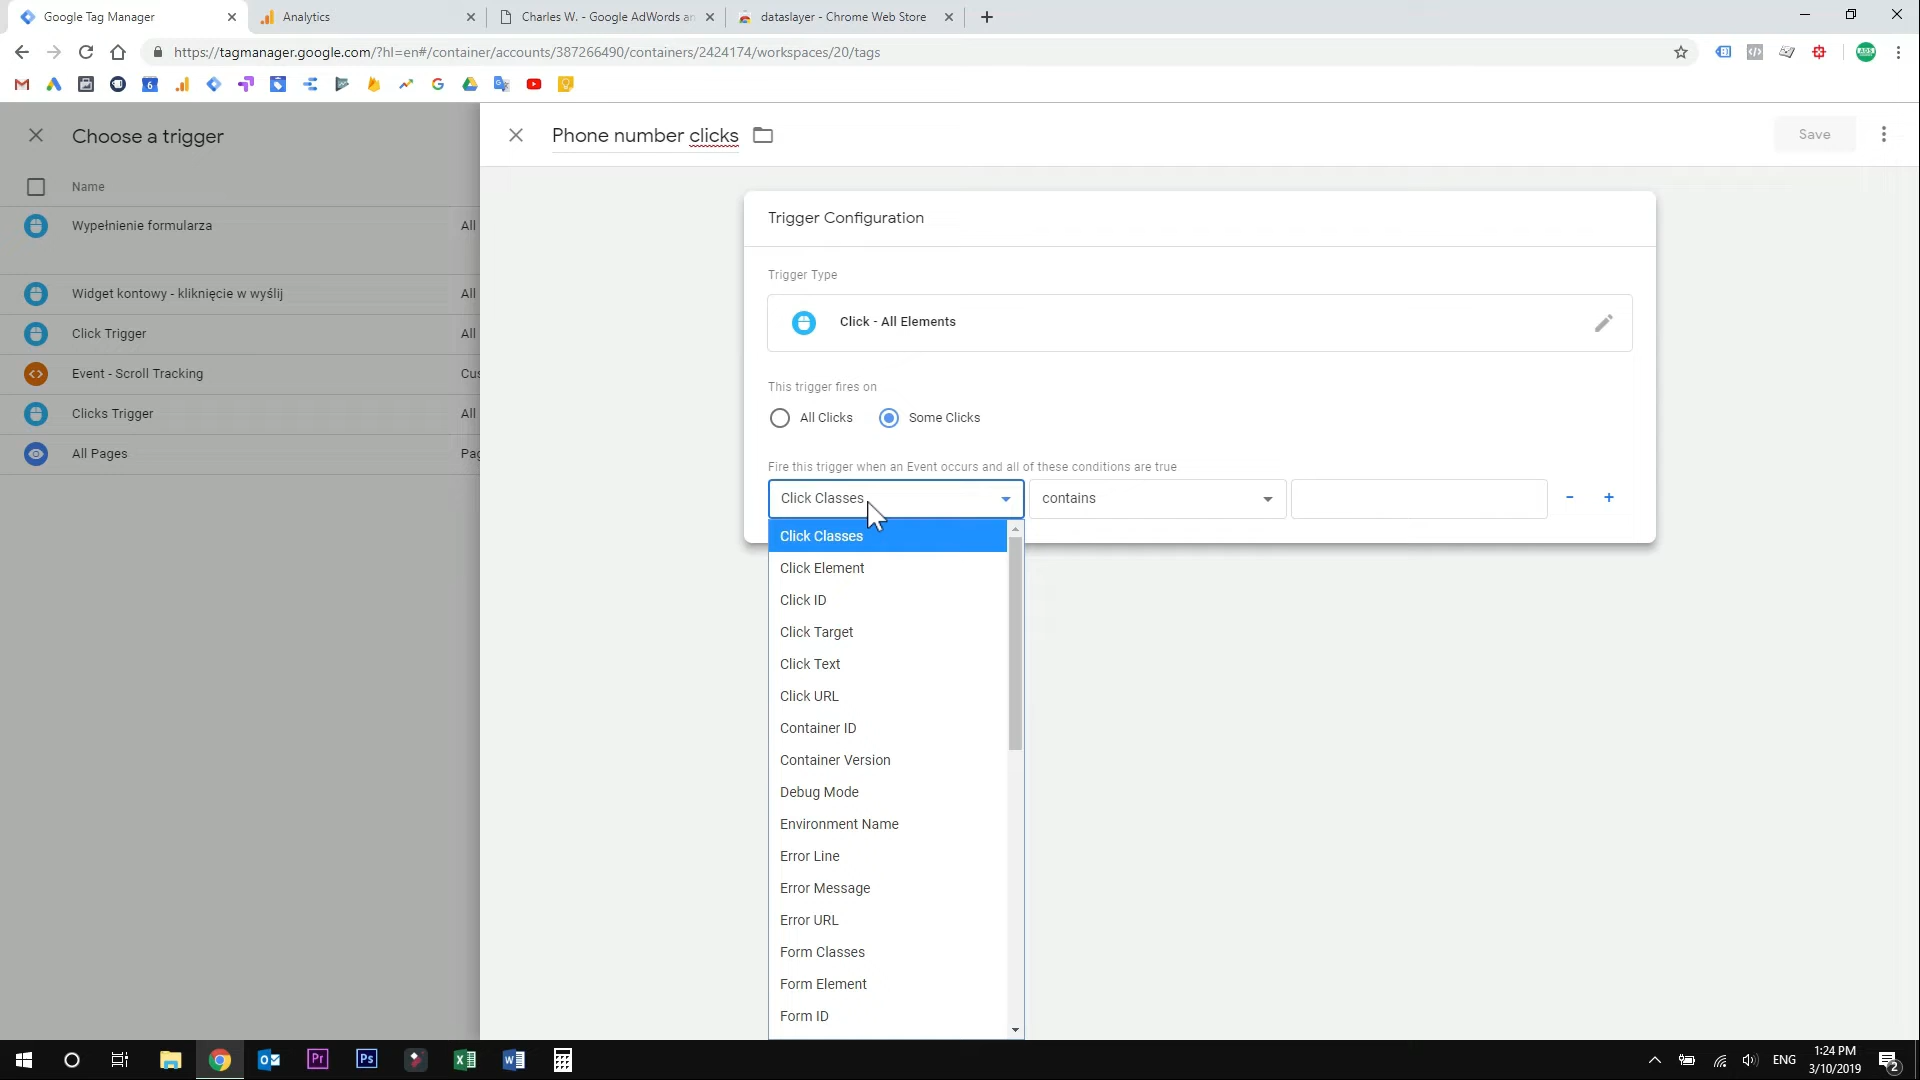 Google Tag Manager
Analytics
Charles W. - Google AdWords an
dataslayer - Chrome Web Store
https://tagmanager.google.com/?hl=en#/container/accounts/387266490/containers/2424174/workspaces/20/tags
ADS
6
Choose a trigger
Phone number clicks
Save
Name
Wypełnienie formularza
All
Widget kontowy - kliknięcie w wyślij
All
Click Trigger
All
Event - Scroll Tracking
Cus
Clicks Trigger
All
All Pages
Pag
Trigger Configuration
Trigger Type
Click - All Elements
This trigger fires on
All Clicks
Some Clicks
Fire this trigger when an Event occurs and all of these conditions are true
Click Classes
contains
- +
Click Classes
Click Element
Click ID
Click Target
Click Text
Click URL
Container ID
Container Version
Debug Mode
Environment Name
Error Line
Error Message
Error URL
Form Classes
Form Element
Form ID
Pr
Ps
ENG
1:24 PM
3/10/2019
2